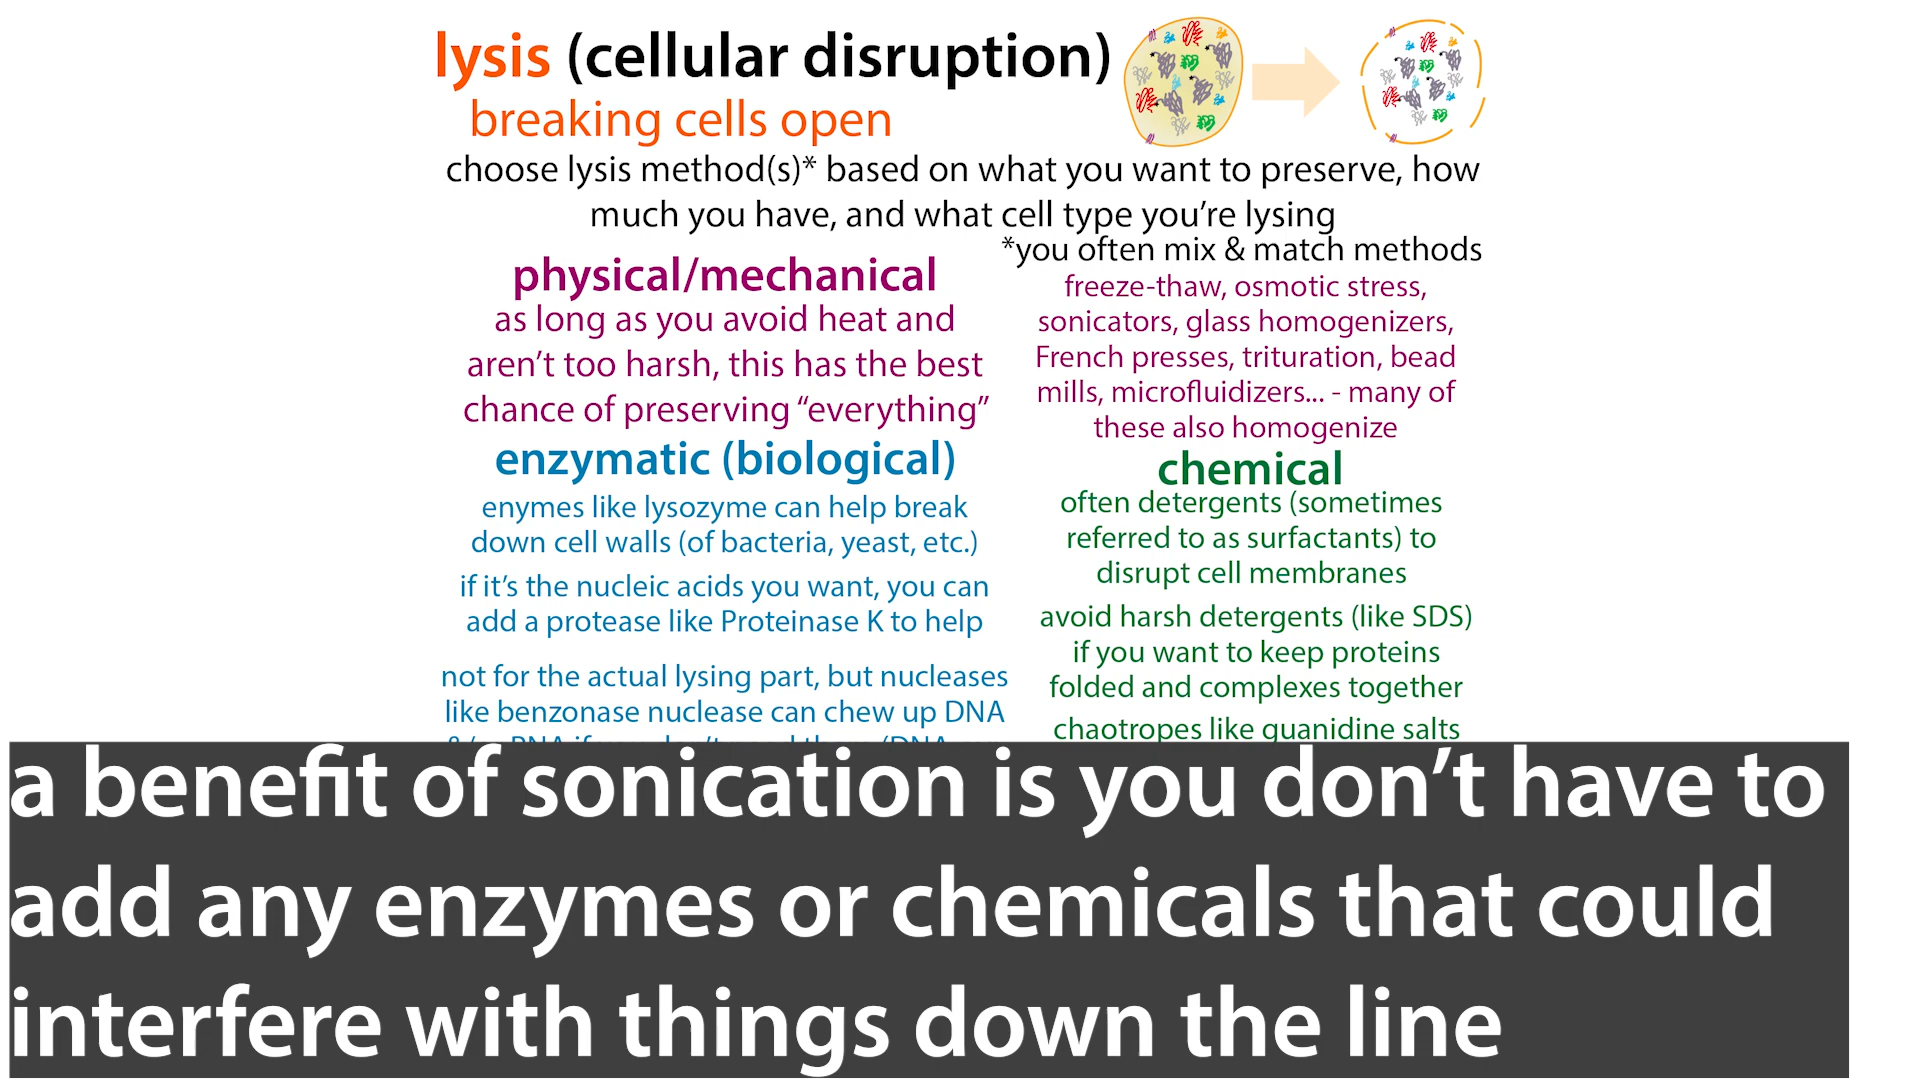 lysis (cellular disruption)
breaking cells open
choose lysis method(s)* based on what you want to preserve, how
much you have, and what cell type you're lysing
*you often mix & match methods
physical/mechanical
as long as you avoid heat and
aren't too harsh, this has the best
chance of preserving “everything”
freeze-thaw, osmotic stress,
sonicators, glass homogenizers,
French presses, trituration, bead
mills, microfluidizers... - many of
these also homogenize
enzymatic (biological)
enymes like lysozyme can help break
down cell walls (of bacteria, yeast, etc.)
if it's the nucleic acids you want, you can
add a protease like Proteinase K to help
not for the actual lysing part, but nucleases
like benzonase nuclease can chew up DNA
chemical
often detergents (sometimes
referred to as surfactants) to
disrupt cell membranes
avoid harsh detergents (like SDS)
if you want to keep proteins
folded and complexes together
chaotropes like guanidine salts
a benefit of sonication is you don’t have to
add any enzymes or chemicals that could
interfere with things down the line